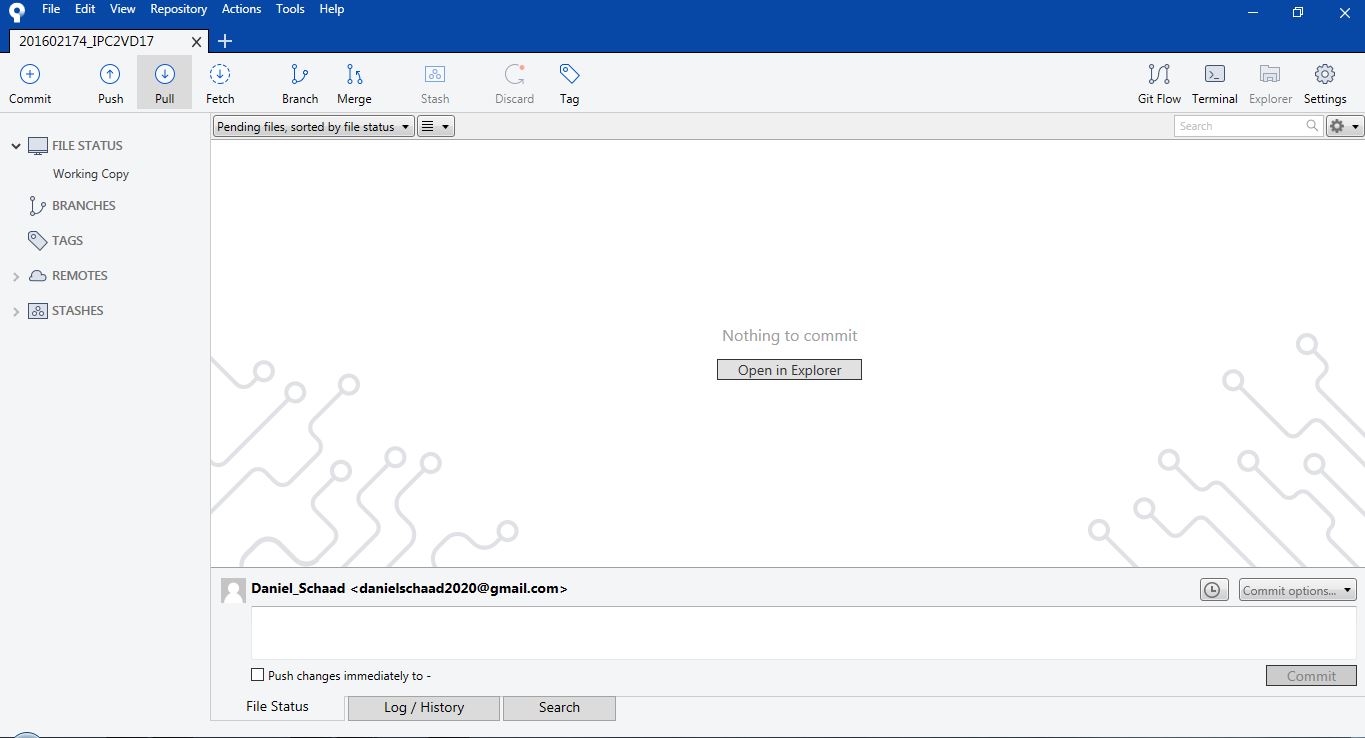 File Edit View Repository Actions Tools Help
201602174_IPC2VD17
Commit Push Pull Fetch Branch Merge Stash Discard Tag Git Flow Terminal Explorer Settings
Pending files, sorted by file status
Search
FILE STATUS
Working Copy
BRANCHES
TAGS
REMOTES
STASHES
Nothing to commit
Open in Explorer
Daniel_Schaad <danielschaad2020@gmail.com>
Commit options...
Push changes immediately to -
Commit
File Status Log / History Search